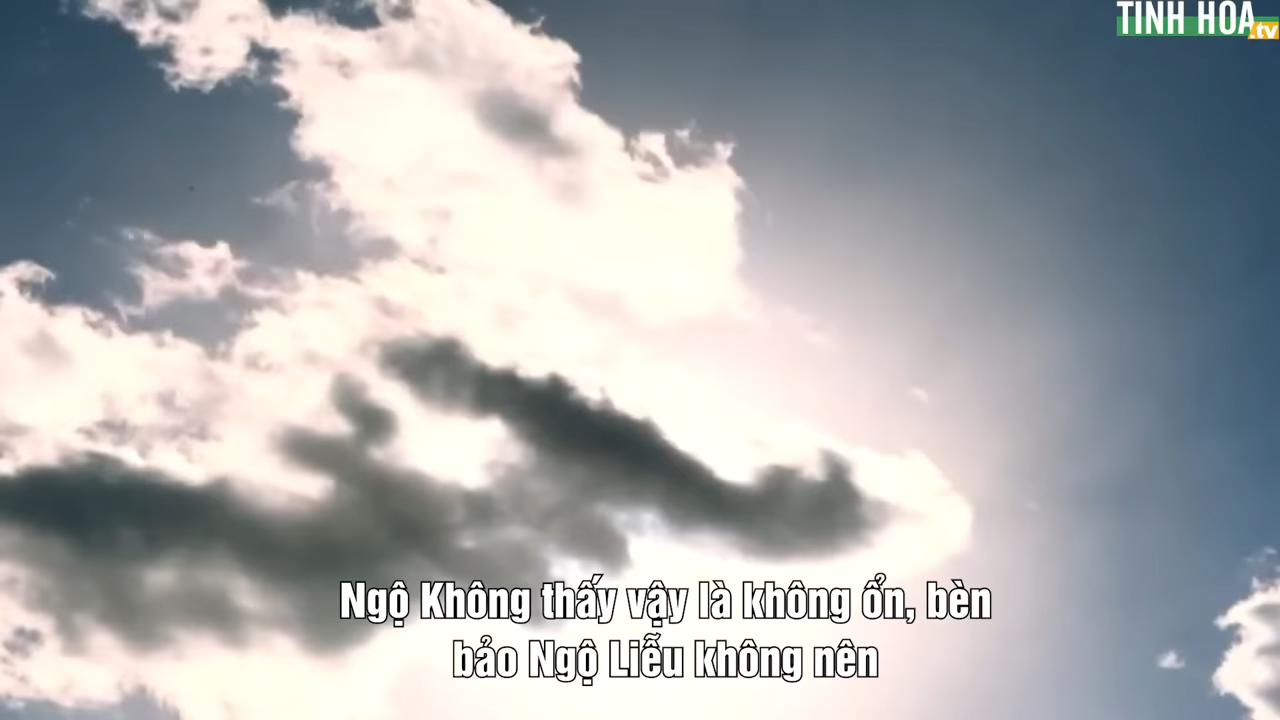 TINH HOA
.tv
Ngộ Không thấy vậy là không ổn, bèn
bảo Ngộ Liễu không nên